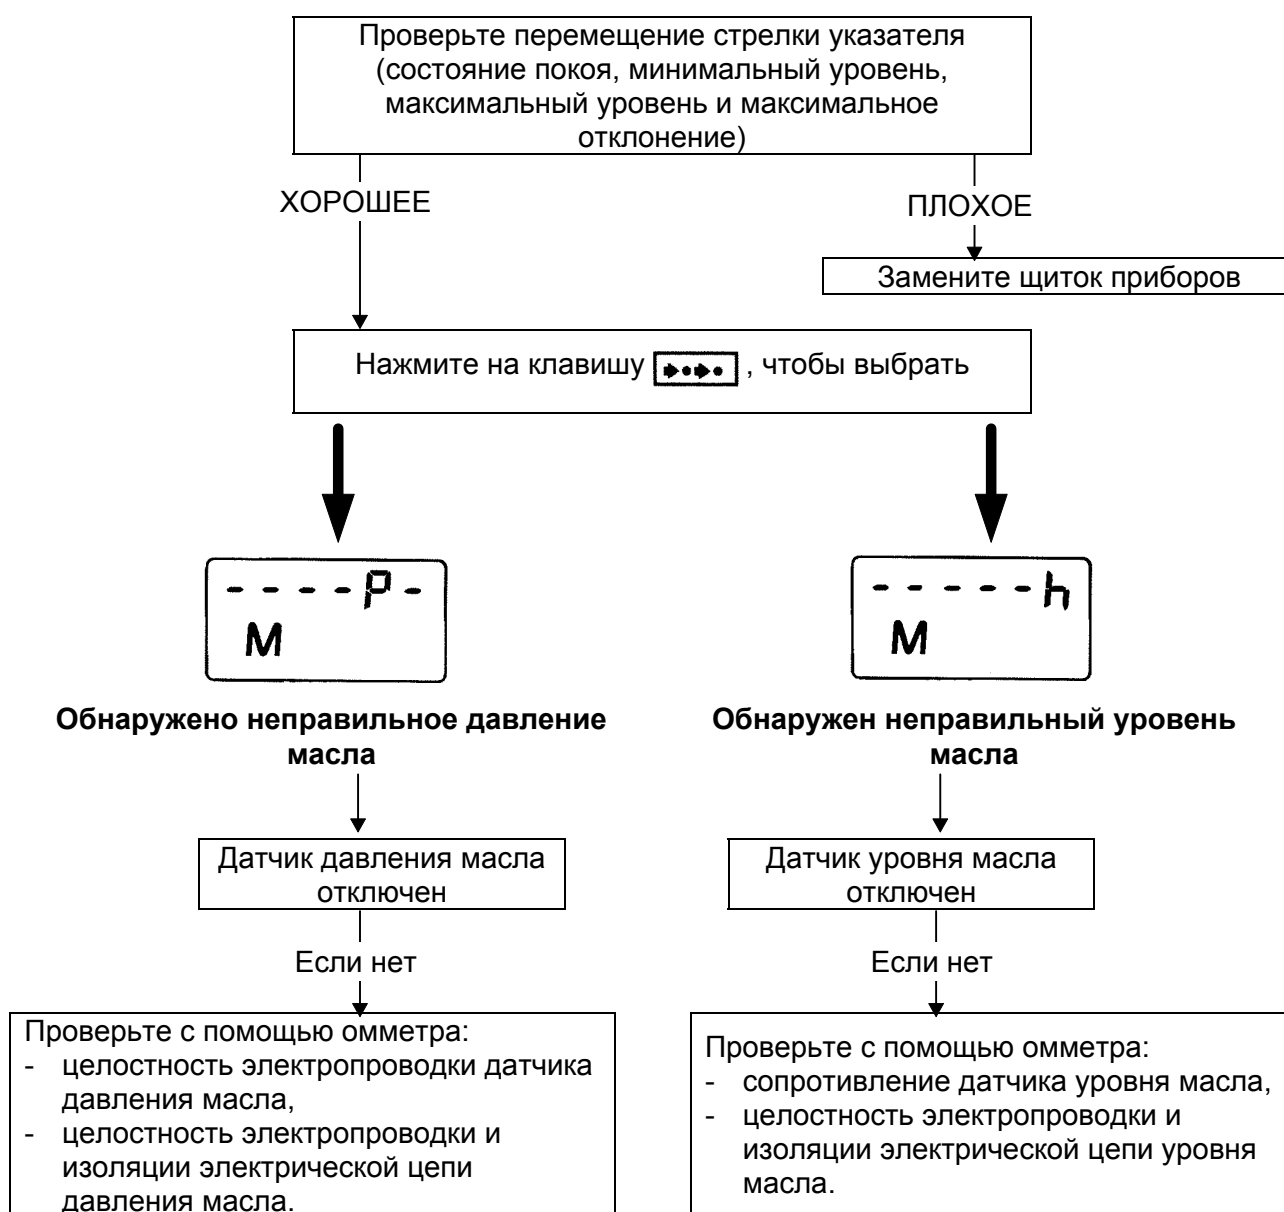 Проверьте перемещение стрелки указателя
(состояние покоя, минимальный уровень,
максимальный уровень и максимальное
отклонение)
ХОРОШЕЕ
ПЛОХОЕ
Замените щиток приборов
Нажмите на клавишу , чтобы выбрать
- - - - P -
M
- - - - - h
M
Обнаружено неправильное давление
масла
Обнаружен неправильный уровень
масла
Датчик давления масла
отключен
Датчик уровня масла
отключен
Если нет
Если нет
Проверьте с помощью омметра:
- целостность электропроводки датчика
давления масла,
- целостность электропроводки и
изоляции электрической цепи
давления масла.
Проверьте с помощью омметра:
- сопротивление датчика уровня масла,
- целостность электропроводки и
изоляции электрической цепи уровня
масла.